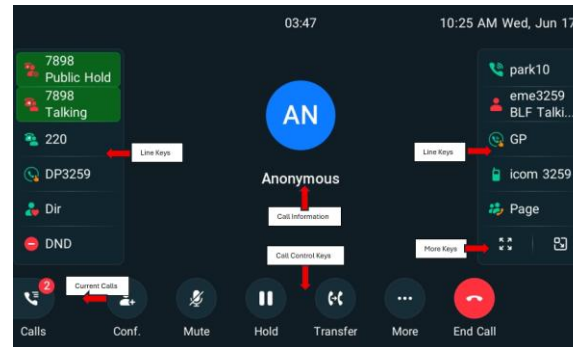 03:47
10:25 AM Wed, Jun 17
7898
Public Hold
7898
Talking
220
DP3259
Dir
DND
Line Keys
AN
Anonymous
Call Information
Call Control Keys
park10
eme3259
BLF Talki...
GP
icom 3259
Page
Line Keys
More Keys
Current Calls
2
Calls
Conf.
Mute
Hold
Transfer
More
End Call